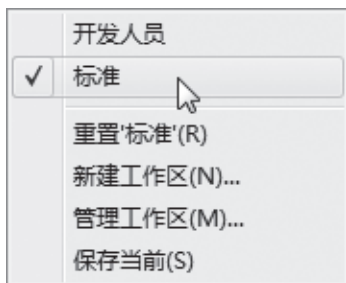 开发人员
标准
重置'标准'(R)
新建工作区(N)...
管理工作区(M)...
保存当前(S)